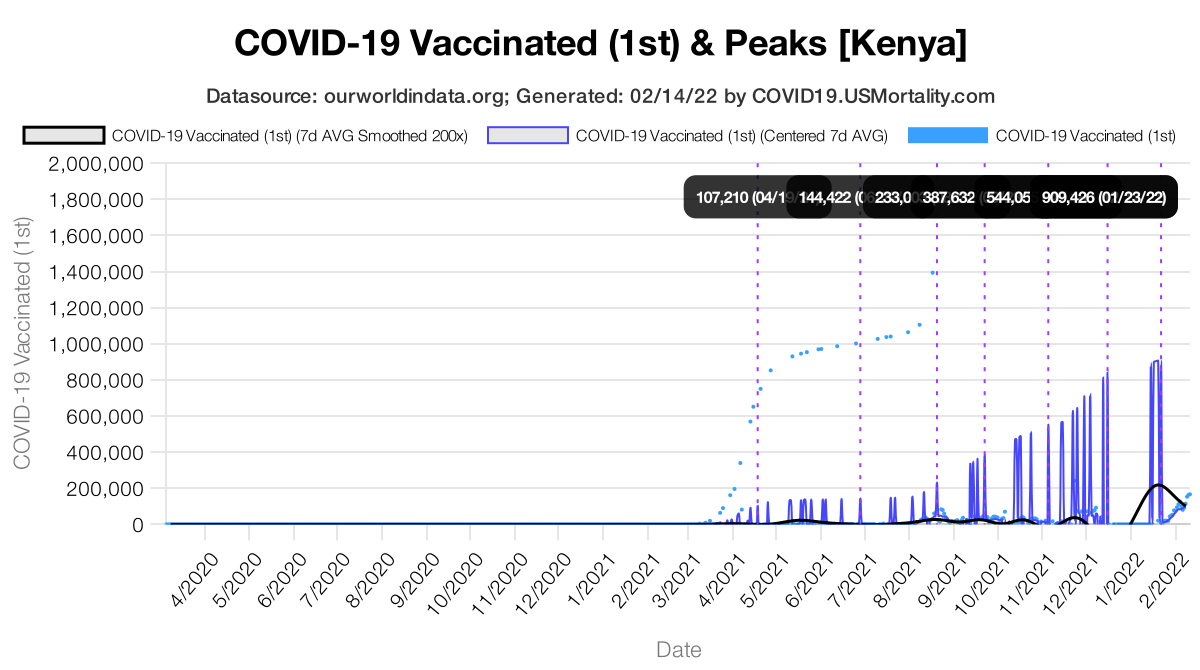 COVID-19 Vaccinated (1st) & Peaks [Kenya]
Datasource: ourworldindata.org; Generated: 02/14/22 by COVID19.USMortality.com
COVID-19 Vaccinated (1st) (7d AVG Smoothed 200x) COVID-19 Vaccinated (1st) (Centered 7d AVG) COVID-19 Vaccinated (1st)
2,000,000
1,800,000
1,600,000
1,400,000
1,200,000
1,000,000
800,000
600,000
400,000
200,000
0
COVID-19 Vaccinated (1st)
107,210 (04/19 144,422 233,0 387,632 544,05 909,426 (01/23/22)
4/2020 5/2020 6/2020 7/2020 8/2020 9/2020 10/2020 11/2020 12/2020 1/2021 2/2021 3/2021 4/2021 5/2021 6/2021 7/2021 8/2021 9/2021 10/2021 11/2021 12/2021 1/2022 2/2022
Date